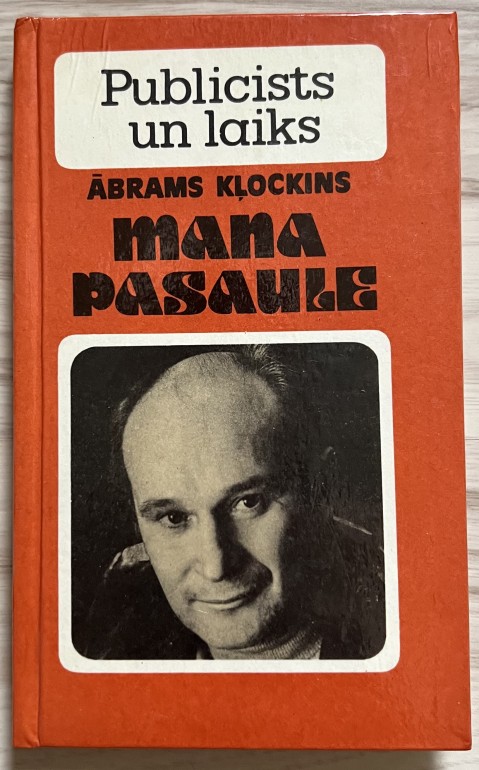 Publicists
un laiks
ĀBRAMS KĻOCKINS
MANA
PASAULE